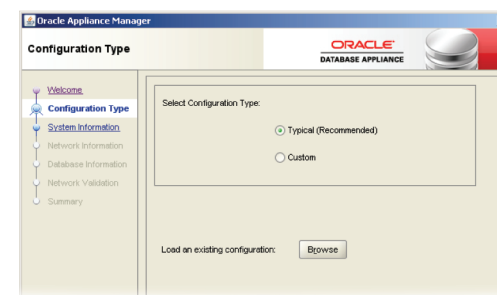 Oracle Appliance Manager
Configuration Type
ORACLE
DATABASE APPLIANCE
Welcome
Configuration Type
System Information
Network Information
Database Information
Network Validation
Summary
Select Configuration Type:
Typical (Recommended)
Custom
Load an existing configuration:
Browse